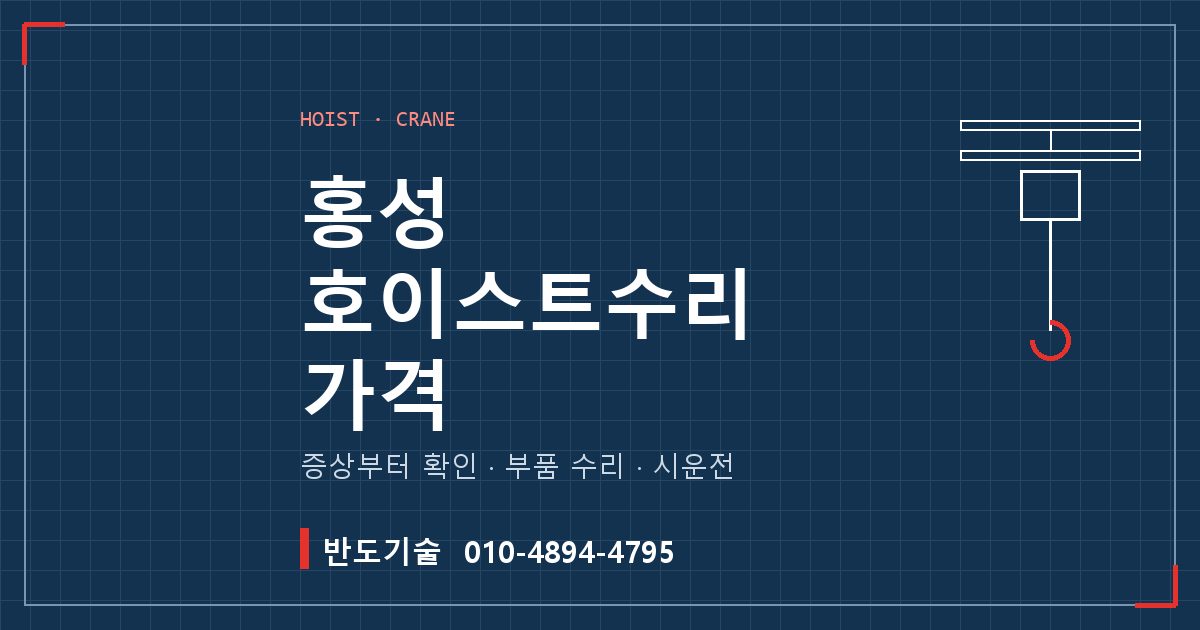 HOIST · CRANE
홍성
호이스트수리
가격
증상부터 확인 · 부품 수리 · 시운전
반도기술 010-4894-4795